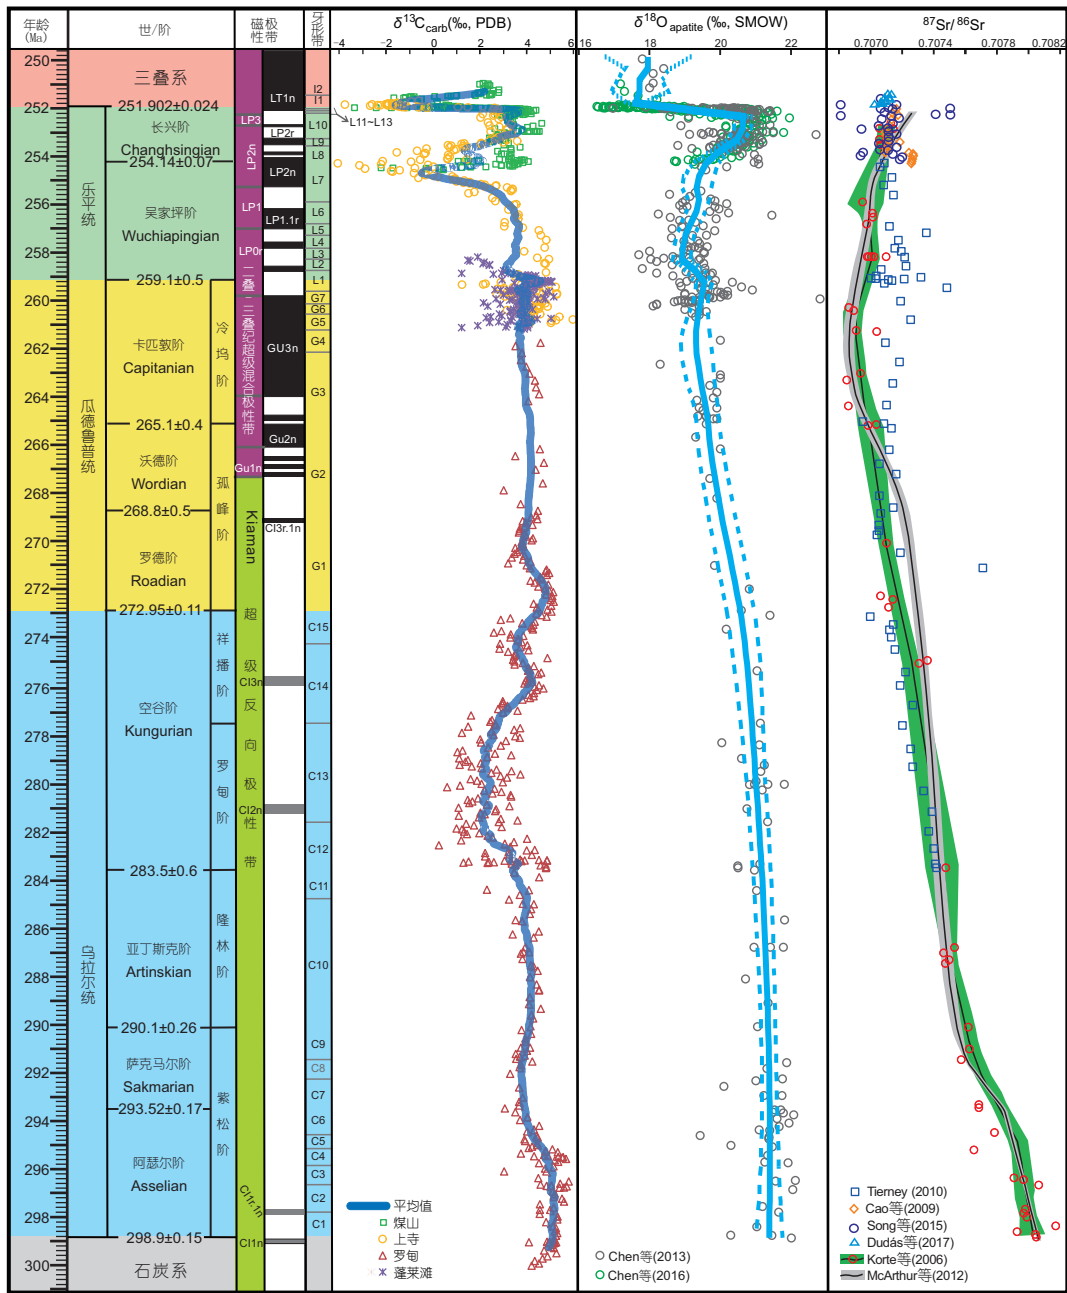 年龄
(Ma)
世/阶
磁极
性带
牙形带
δ13Ccarb(‰, PDB)
δ18Oapatite(‰, SMOW)
87Sr/86Sr
-4 -2 0 2 4 6
16 18 20 22
0.7070 0.7074 0.7078 0.7082
250
252
254
256
258
260
262
264
266
268
270
272
274
276
278
280
282
284
286
288
290
292
294
296
298
300
三叠系
251.902±0.024
乐平统
长兴阶
Changhsingian
254.14±0.07
吴家坪阶
Wuchiapingian
259.1±0.5
瓜德鲁普统
卡匹敦阶
Capitanian
265.1±0.4
沃德阶
Wordian
268.8±0.5
罗德阶
Roadian
272.95±0.11
乌拉尔统
空谷阶
Kungurian
283.5±0.6
亚丁斯克阶
Artinskian
290.1±0.26
萨克马尔阶
Sakmarian
293.52±0.17
阿瑟尔阶
Asselian
298.9±0.15
石炭系
冷坞阶
孤峰阶
祥播阶
罗甸阶
隆林阶
紫松阶
LP3
LP2n
LP1
LP0r
二叠
三叠纪超级混合极性带
Gu1n
Kiaman
超级反向极性带
CI3n
CI2n
CI1r.1n
CI1n
LT1n
LP2r
LP2n
LP1.1r
GU3n
Gu2n
CI3r.1n
I2
I1
L11~L13
L10
L9
L8
L7
L6
L5
L4
L3
L2
L1
G7
G6
G5
G4
G3
G2
G1
C15
C14
C13
C12
C11
C10
C9
C8
C7
C6
C5
C4
C3
C2
C1
平均值
煤山
上寺
罗甸
蓬莱滩
Chen等(2013)
Chen等(2016)
Tierney (2010)
Cao等(2009)
Song等(2015)
Dudás等(2017)
Korte等(2006)
McArthur等(2012)